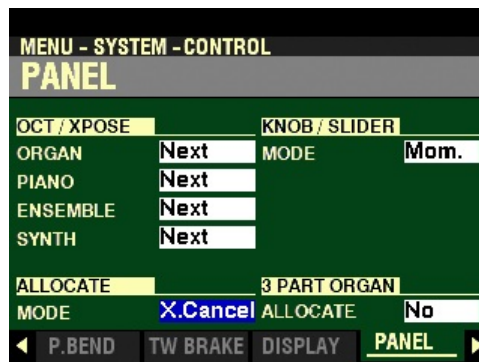 MENU - SYSTEM - CONTROL
PANEL
OCT / XPOSE KNOB / SLIDER
ORGAN Next MODE Mom.
PIANO Next
ENSEMBLE Next
SYNTH Next
ALLOCATE 3 PART ORGAN
MODE X.Cancel ALLOCATE No
P.BEND TW BRAKE DISPLAY PANEL